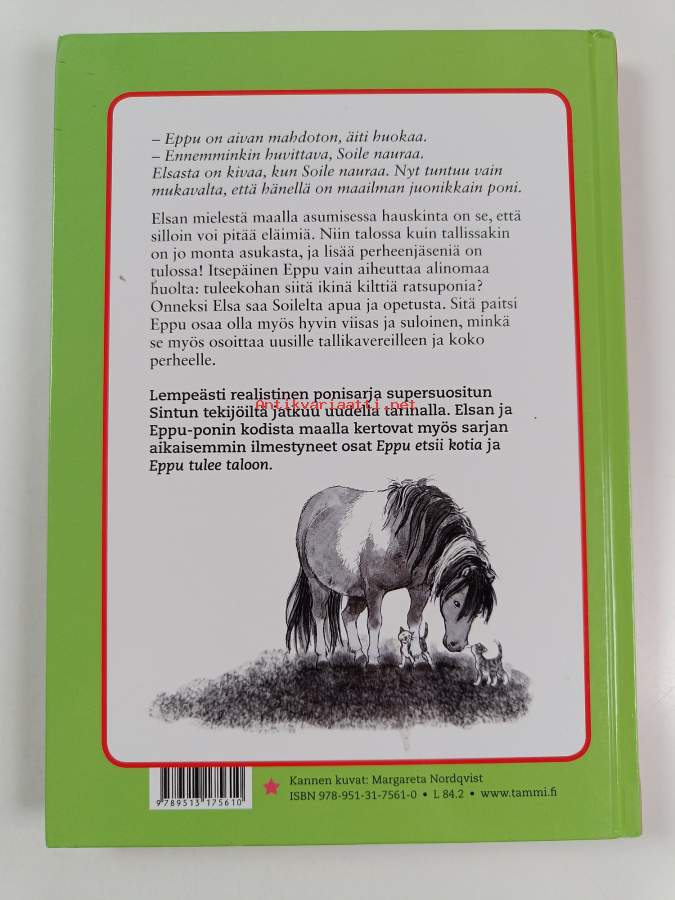 – Eppu on aivan mahdoton, äiti huokaa.
– Ennemminkin huvittava, Soile nauraa.
Elsasta on kivaa, kun Soile nauraa. Nyt tuntuu vain
mukavalta, että hänellä on maailman juonikkain poni.
Elsan mielestä maalla asumisessa hauskinta on se, että
silloin voi pitää eläimiä. Niin talossa kuin tallissakin
on jo monta asukasta, ja lisää perheenjäseniä on
tulossa! Itsepäinen Eppu vain aiheuttaa alinomaa
huolta: tuleekohan siitä ikinä kilttiä ratsuponia?
Onneksi Elsa saa Soilelta apua ja opetusta. Sitä paitsi
Eppu osaa olla myös hyvin viisas ja suloinen, minkä
se myös osoittaa uusille tallikavereilleen ja koko
perheelle.
Lempeästi realistinen ponisarja supersuositun
Antikvariaatti.net
Sintun tekijöiltä jatkuu uudella tarinalla. Elsan ja
Eppu-ponin kodista maalla kertovat myös sarjan
aikaisemmin ilmestyneet osat Eppu etsii kotia ja
Eppu tulee taloon.
Kannen kuvat: Margareta Nordqvist
ISBN 978-951-31-7561-0 • L 84.2 • www.tammi.fi
9 789513 175610